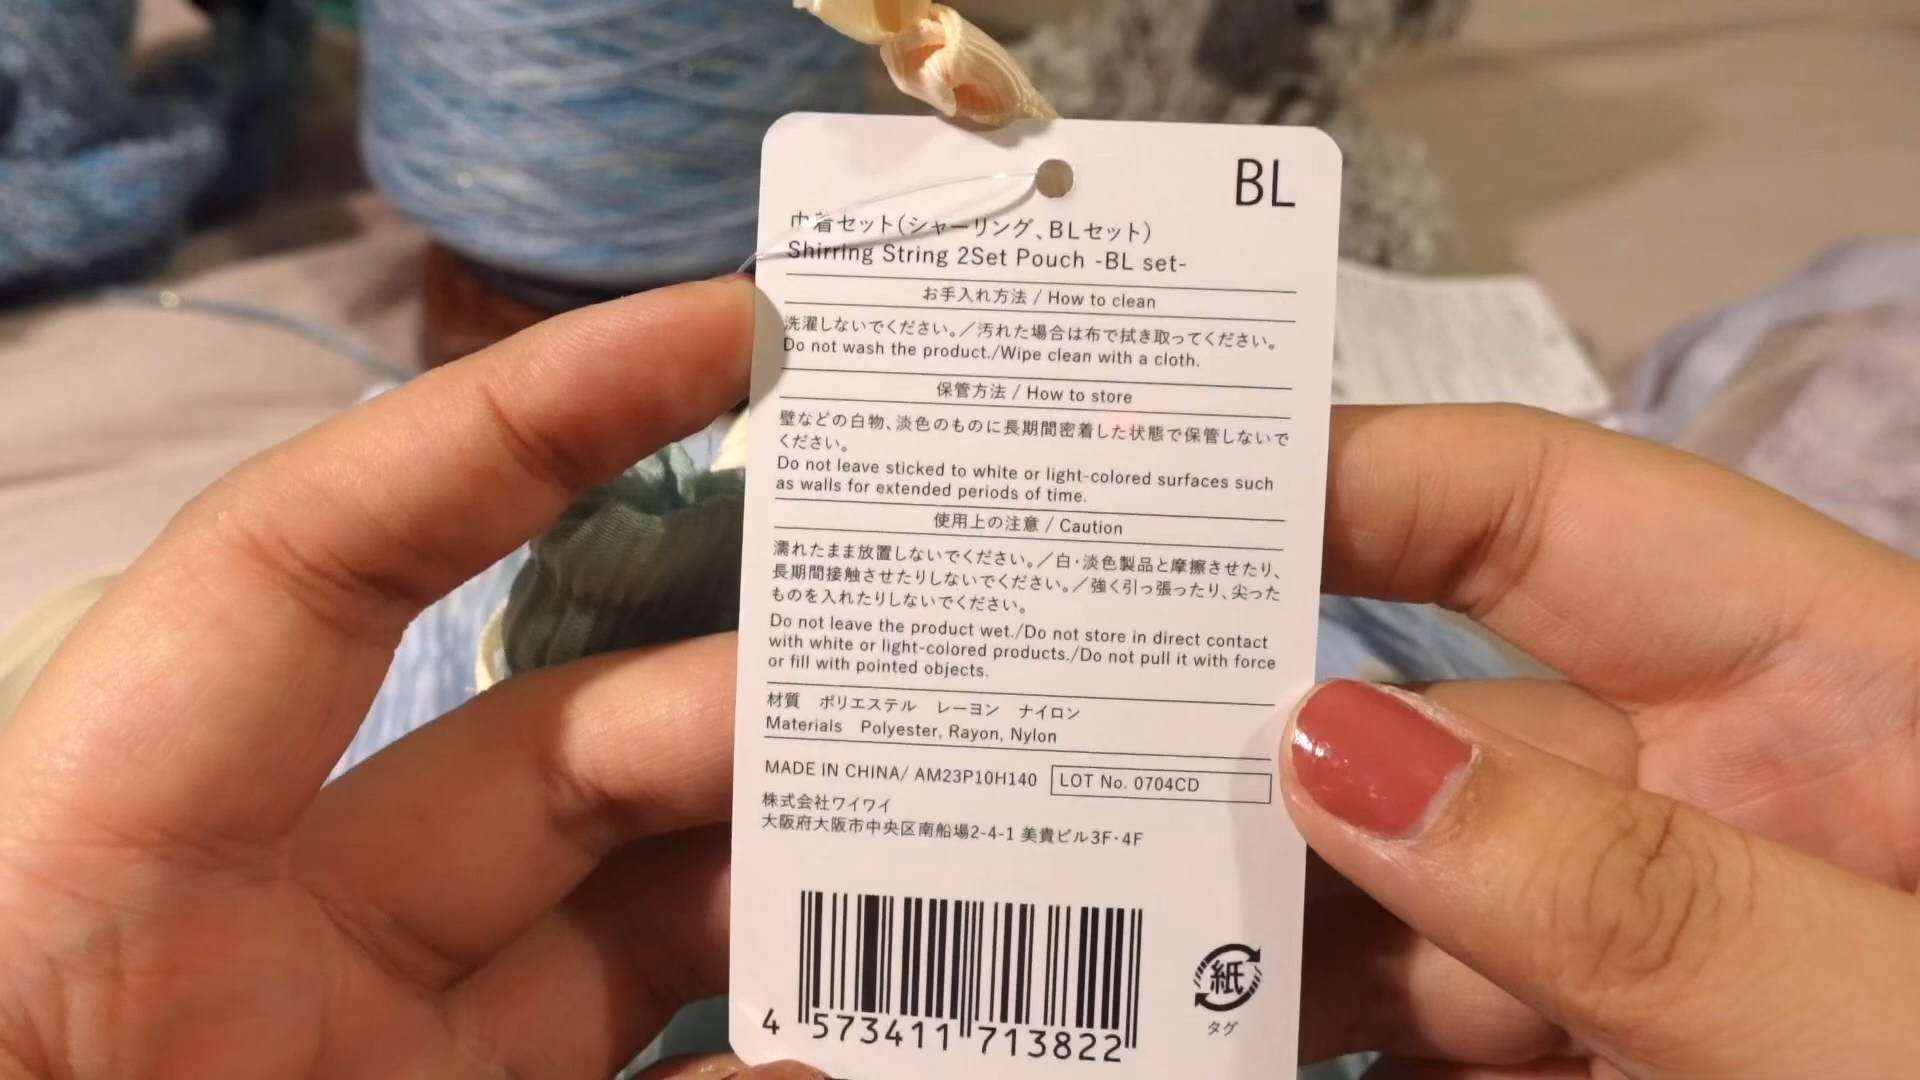 BL
巾着セット(シャーリング、BLセット)
Shirring String 2Set Pouch -BL set-
お手入れ方法 / How to clean
洗濯しないでください。/汚れた場合は布で拭き取ってください。
Do not wash the product./Wipe clean with a cloth.
保管方法 / How to store
壁などの白物、淡色のものに長期間密着した状態で保管しないで
ください。
Do not leave sticked to white or light-colored surfaces such
as walls for extended periods of time.
使用上の注意 / Caution
濡れたまま放置しないでください。/白・淡色製品と摩擦させたり、
長期間接触させたりしないでください。/強く引っ張ったり、尖った
ものを入れたりしないでください。
Do not leave the product wet./Do not store in direct contact
with white or light-colored products./Do not pull it with force
or fill with pointed objects.
材質 ポリエステル レーヨン ナイロン
Materials Polyester, Rayon, Nylon
MADE IN CHINA/ AM23P10H140 LOT No. 0704CD
株式会社ワイワイ
大阪府大阪市中央区南船場2-4-1 美貴ビル3F・4F
4 573411 713822
紙
タグ